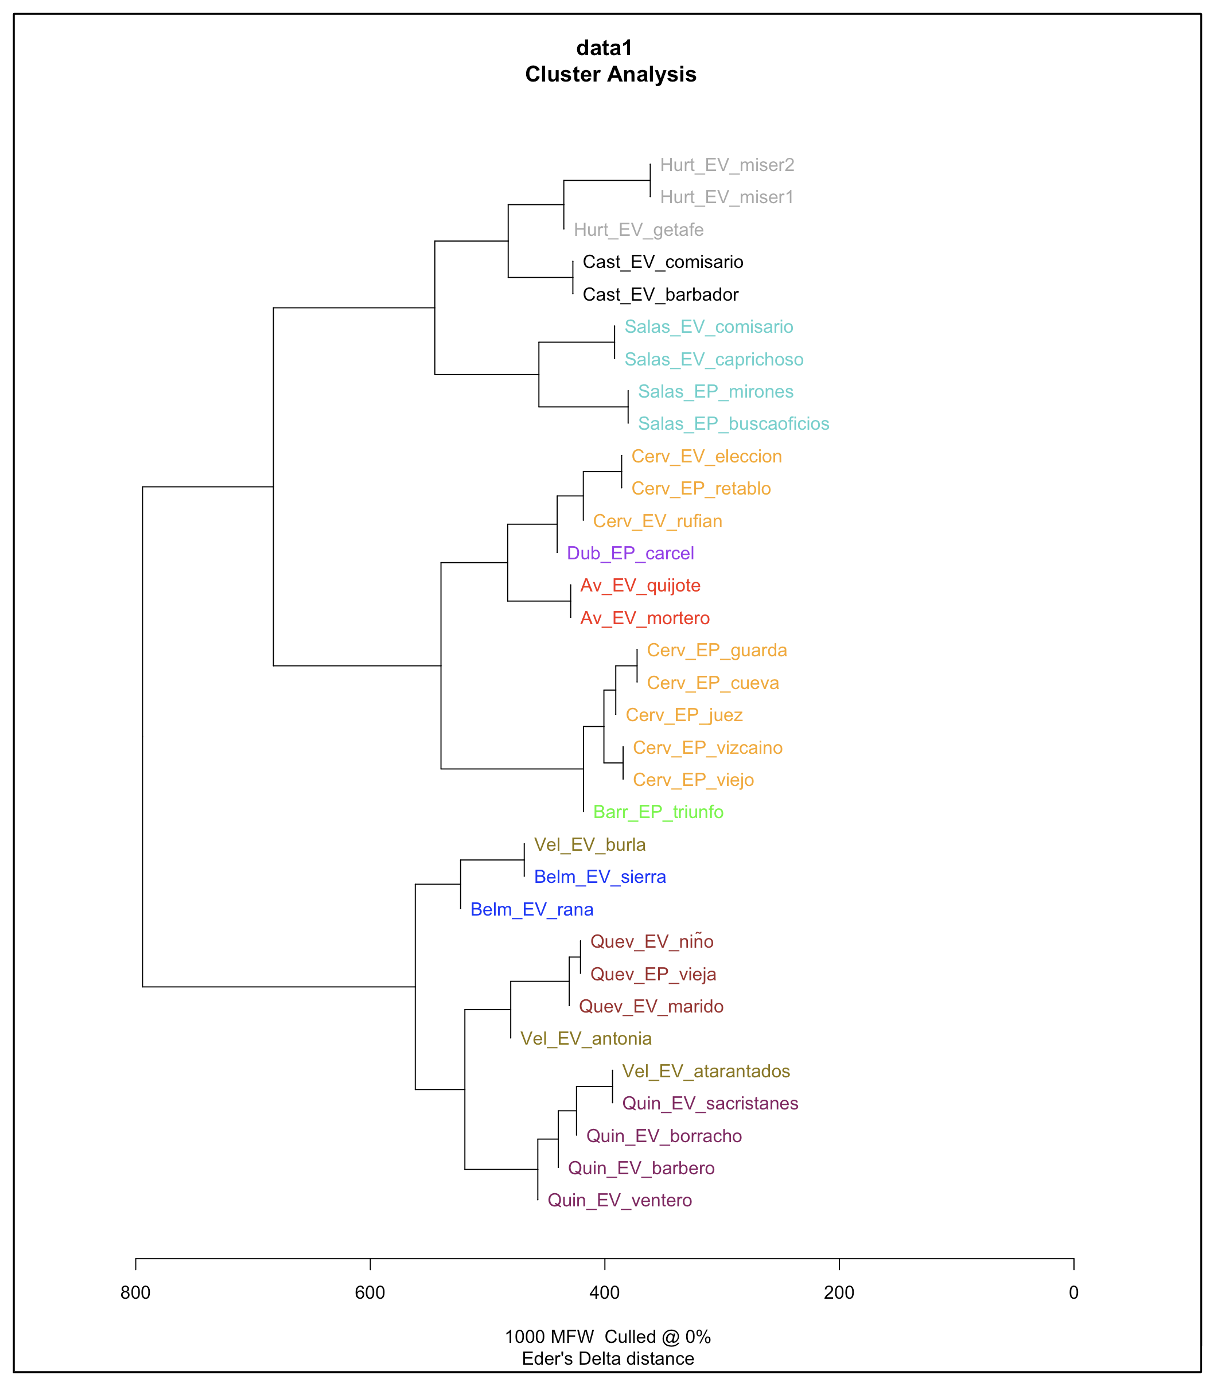 data1
Cluster Analysis
Hurt_EV_miser2
Hurt_EV_miser1
Hurt_EV_getafe
Cast_EV_comisario
Cast_EV_barbador
Salas_EV_comisario
Salas_EV_caprichoso
Salas_EP_mirones
Salas_EP_buscaoficios
Cerv_EV_eleccion
Cerv_EP_retablo
Cerv_EV_rufian
Dub_EP_carcel
Av_EV_quijote
Av_EV_mortero
Cerv_EP_guarda
Cerv_EP_cueva
Cerv_EP_juez
Cerv_EP_vizcaino
Cerv_EP_viejo
Barr_EP_triunfo
Vel_EV_burla
Belm_EV_sierra
Belm_EV_rana
Quev_EV_niño
Quev_EP_vieja
Quev_EV_marido
Vel_EV_antonia
Vel_EV_atarantados
Quin_EV_sacristanes
Quin_EV_borracho
Quin_EV_barbero
Quin_EV_ventero
800 600 400 200 0
1000 MFW  Culled @ 0%
Eder's Delta distance